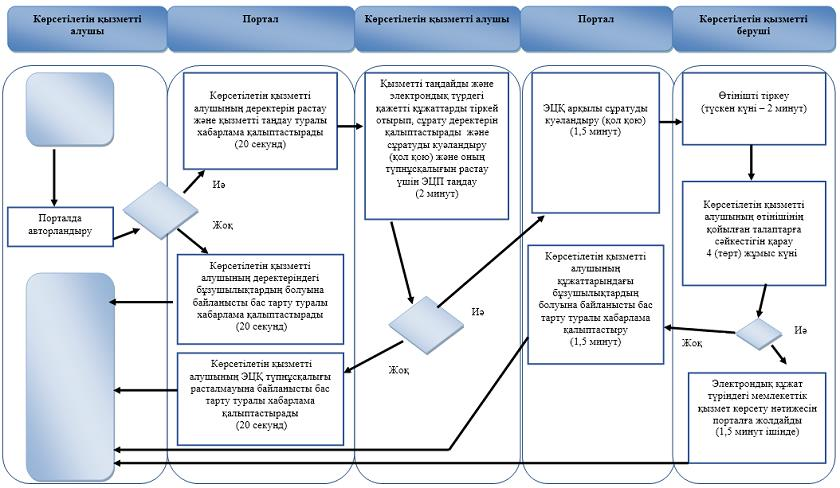 Көрсетілетін қызметті
алушы
Портал
Көрсетілетін қызметті алушы
Портал
Көрсетілетін қызметті
беруші
Порталда
авторландыру
Көрсетілетін қызметті
алушының деректерін растау
және қызметті таңдау туралы
хабарлама қалыптастырады
(20 секунд)
Иә
Жоқ
Көрсетілетін қызметті
алушының деректеріндегі
бұзушылықтардың болуына
байланысты бас тарту туралы
хабарлама қалыптастырады
(20 секунд)
Көрсетілетін қызметті
алушының ЭЦҚ түпнұсқалығы
расталмауына байланысты бас
тарту туралы хабарлама
қалыптастырады
(20 секунд)
Қызметті таңдайды және
электрондық түрдегі
қажетті құжаттарды тіркей
отырып, сұрату деректерін
қалыптастырады және
сұратуды куәландыру
(қол қою) және оның
түпнұсқалығын растау
үшін ЭЦП таңдау
(2 минут)
Иә
Жоқ
ЭЦҚ арқылы сұратуды
куәландыру (қол қою)
(1,5 минут)
Көрсетілетін қызметті
алушының
құжаттарындағы
бұзушылықтардың
болуына байланысты бас
тарту туралы хабарлама
қалыптастыру
(1,5 минут)
Өтінішті тіркеу
(түскен күні – 2 минут)
Көрсетілетін қызметті
алушының өтінішінің
қойылған талаптарға
сәйкестігін қарау
4 (төрт) жұмыс күні
Иә
Жоқ
Электрондық құжат
түріндегі мемлекеттік
қызмет көрсету нәтижесін
порталға жолдайды
(1,5 минут ішінде)